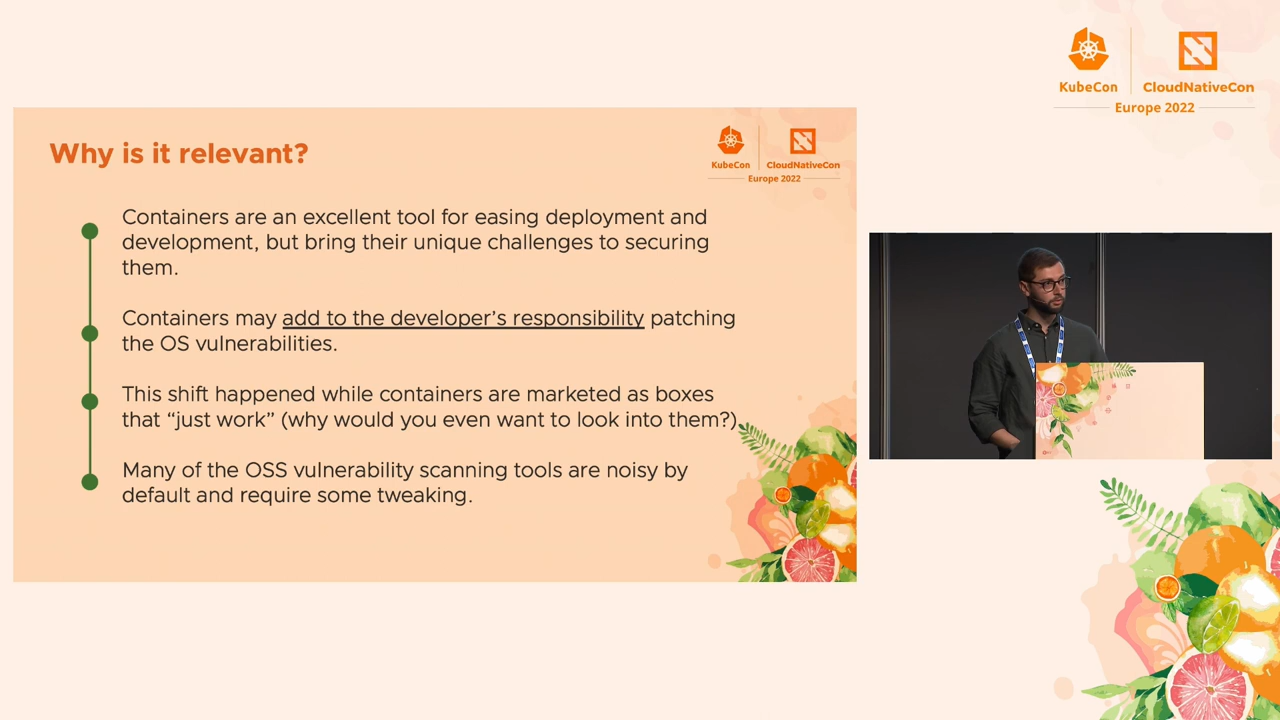 KubeCon
CloudNativeCon
Europe 2022
Why is it relevant?
KubeCon
CloudNativeCon
Europe 2022
Containers are an excellent tool for easing deployment and
development, but bring their unique challenges to securing
them.
Containers may add to the developer’s responsibility patching
the OS vulnerabilities.
This shift happened while containers are marketed as boxes
that “just work” (why would you even want to look into them?).
Many of the OSS vulnerability scanning tools are noisy by
default and require some tweaking.